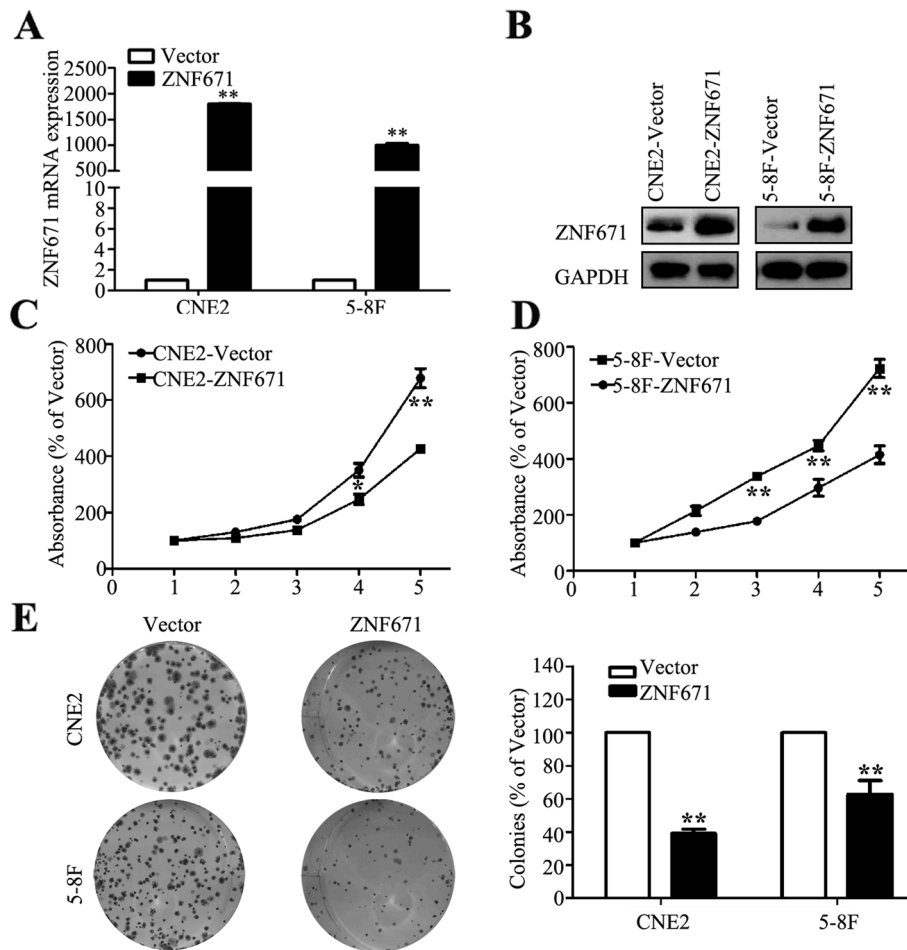 A
Vector
ZNF671
ZNF671 mRNA expression
2500
2000
1500
1000
500
10
8
6
4
2
0
**
**
CNE2
5-8F
B
CNE2-Vector
CNE2-ZNF671
5-8F-Vector
5-8F-ZNF671
ZNF671
GAPDH
C
CNE2-Vector
CNE2-ZNF671
Absorbance (% of Vector)
800
600
400
200
0
*
**
0 1 2 3 4 5
D
5-8F-Vector
5-8F-ZNF671
Absorbance (% of Vector)
800
600
400
200
0
**
**
**
0 1 2 3 4 5
E
Vector
ZNF671
CNE2
5-8F
Vector
ZNF671
Colonies (% of Vector)
140
120
100
80
60
40
20
0
**
**
CNE2
5-8F